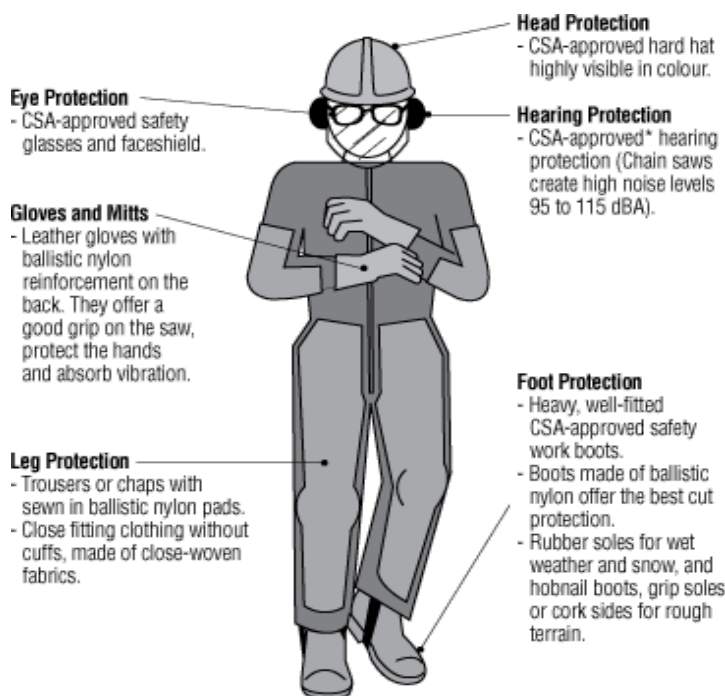 Head Protection
- CSA-approved hard hat
highly visible in colour.
Eye Protection
- CSA-approved safety
glasses and faceshield.
Hearing Protection
- CSA-approved* hearing
protection (Chain saws
create high noise levels
95 to 115 dBA).
Gloves and Mitts
- Leather gloves with
ballistic nylon
reinforcement on the
back. They offer a
good grip on the saw,
protect the hands
and absorb vibration.
Foot Protection
- Heavy, well-fitted
CSA-approved safety
work boots.
- Boots made of ballistic
nylon offer the best cut
protection.
- Rubber soles for wet
weather and snow, and
hobnail boots, grip soles
or cork sides for rough
terrain.
Leg Protection
- Trousers or chaps with
sewn in ballistic nylon pads.
- Close fitting clothing without
cuffs, made of close-woven
fabrics.